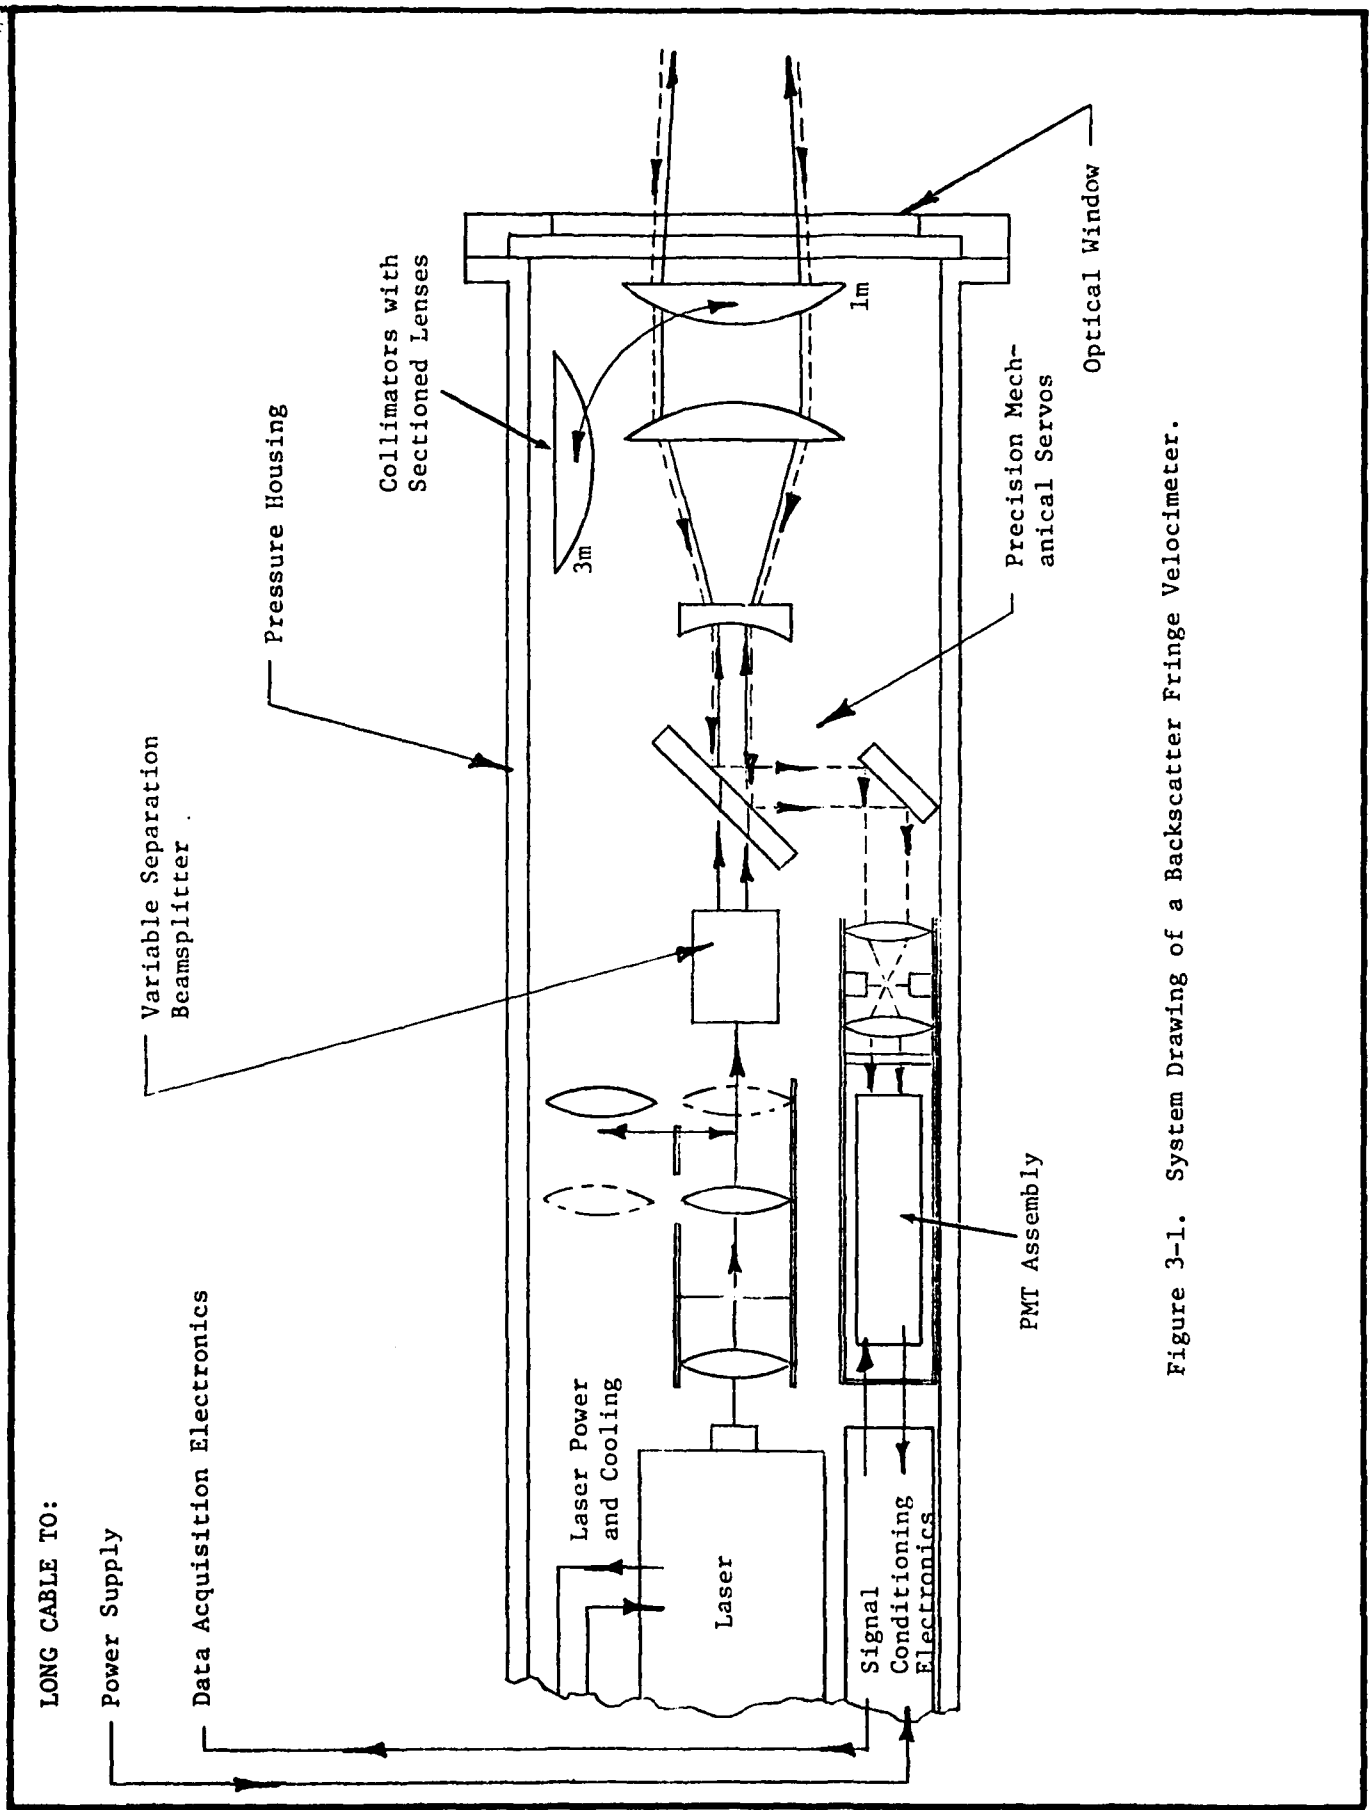 LONG CABLE TO:
Power Supply
Data Acquisition Electronics
Variable Separation
Beamsplitter
Pressure Housing
Collimators with
Sectioned Lenses
3m
1m
Laser Power
and Cooling
Laser
Signal
Conditioning
Electronics
PMT Assembly
Precision Mech-
anical Servos
Optical Window
Figure 3-1. System Drawing of a Backscatter Fringe Velocimeter.